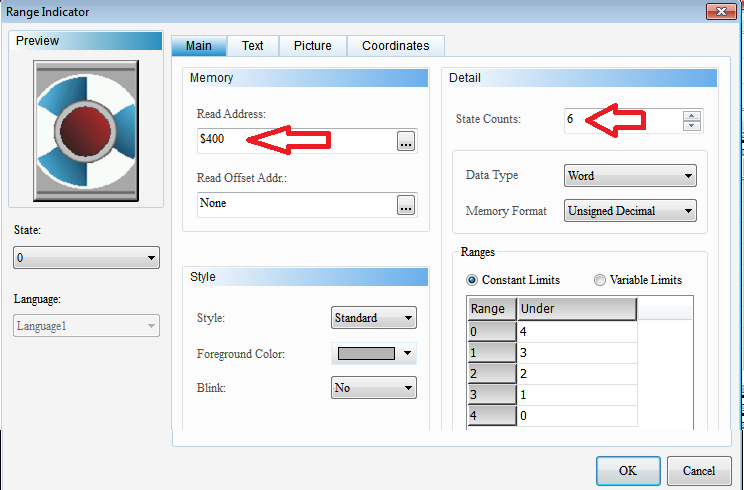 Range Indicator
Preview
State:
0
Language:
Language1
Main Text Picture Coordinates
Memory
Read Address:
$400
...
Read Offset Addr.:
None
...
Style
Style:
Standard
Foreground Color:
Blink:
No
Detail
State Counts:
6
Data Type
Word
Memory Format
Unsigned Decimal
Ranges
Constant Limits Variable Limits
Range Under
0 4
1 3
2 2
3 1
4 0
OK Cancel